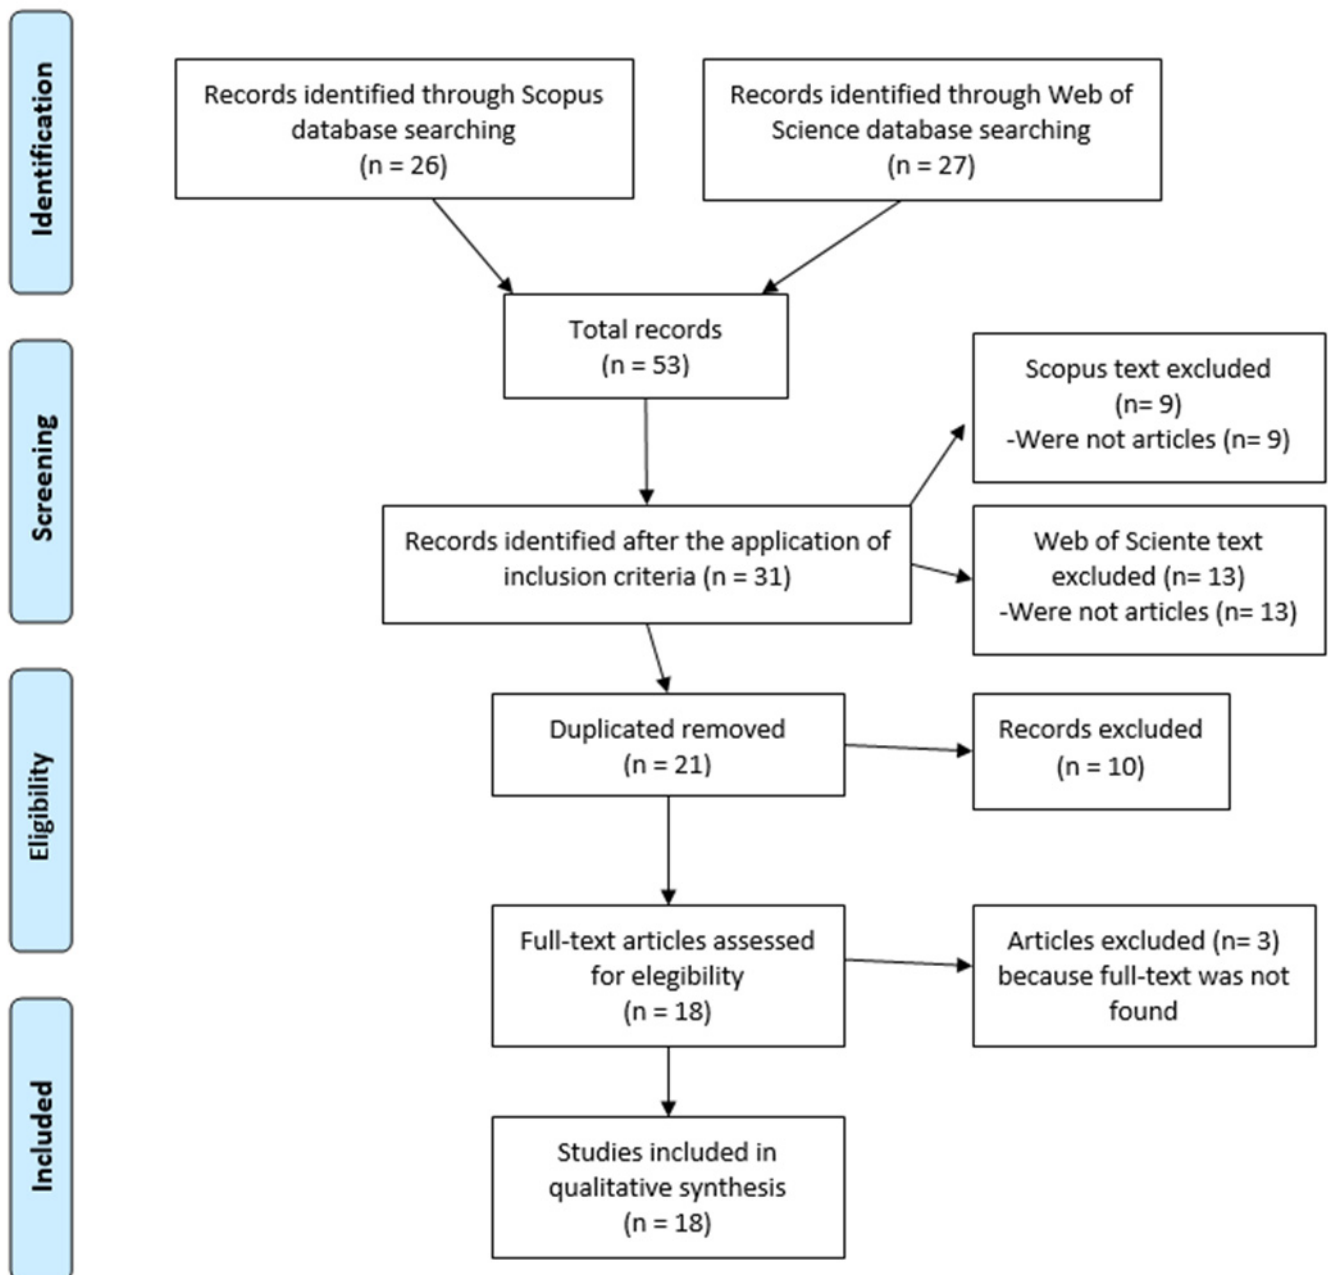 Identification
Records identified through Scopus
database searching
(n = 26)
Records identified through Web of
Science database searching
(n = 27)
Total records
(n = 53)
Screening
Scopus text excluded
(n= 9)
-Were not articles (n= 9)
Records identified after the application of
inclusion criteria (n = 31)
Web of Sciente text
excluded (n= 13)
-Were not articles (n= 13)
Eligibility
Duplicated removed
(n = 21)
Records excluded
(n = 10)
Full-text articles assessed
for elegibility
(n = 18)
Articles excluded (n= 3)
because full-text was not
found
Included
Studies included in
qualitative synthesis
(n = 18)